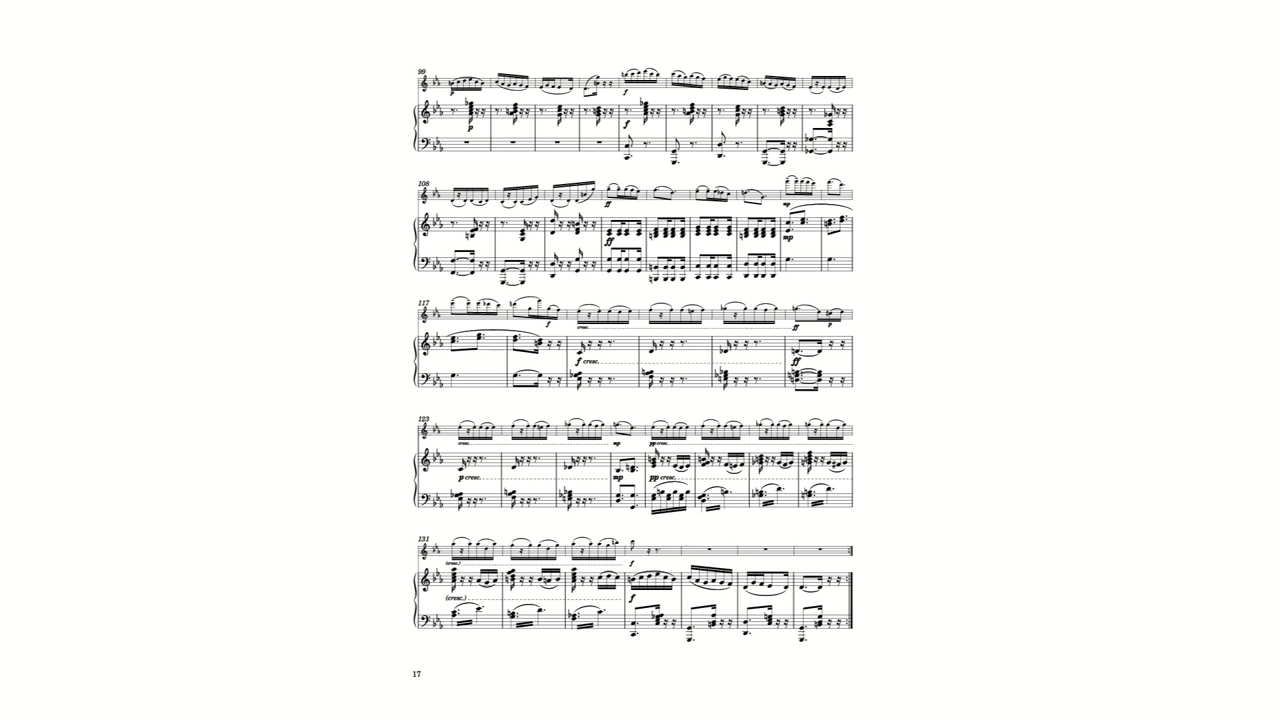 99
p
f
p
f
108
ff
mp
ff
mp
117
f
cresc.
ff
p
f cresc.
ff
123
cresc.
mp
pp cresc.
p cresc.
mp
pp cresc.
131
(cresc.)
f
(cresc.)
f
17